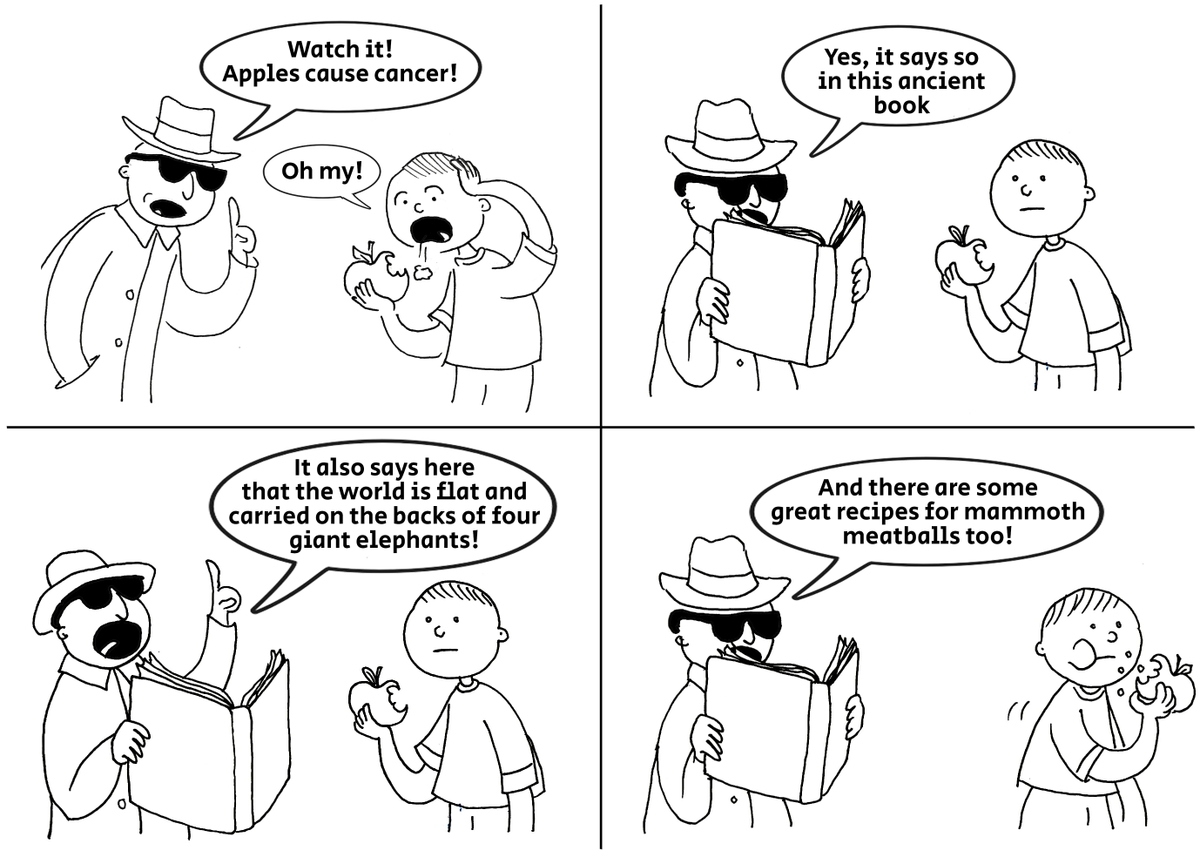 Watch it!
Apples cause cancer!
Oh my!
Yes, it says so
in this ancient
book
It also says here
that the world is flat and
carried on the backs of four
giant elephants!
And there are some
great recipes for mammoth
meatballs too!